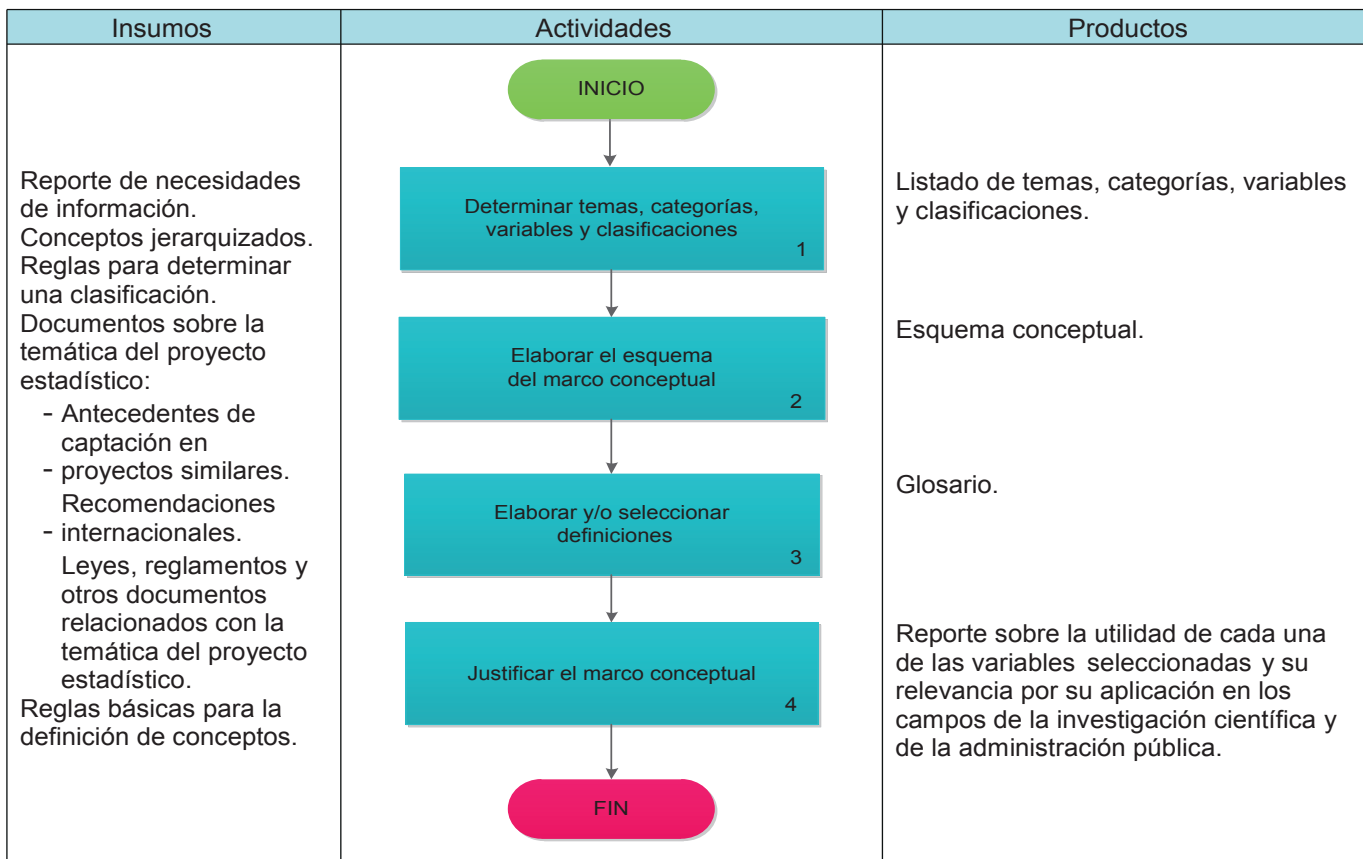 Insumos
Actividades
Productos
Reporte de necesidades
de información.
Conceptos jerarquizados.
Reglas para determinar
una clasificación.
Documentos sobre la
temática del proyecto
estadístico:
- Antecedentes de
captación en
- proyectos similares.
Recomendaciones
- internacionales.
Leyes, reglamentos y
otros documentos
relacionados con la
temática del proyecto
estadístico.
Reglas básicas para la
definición de conceptos.
INICIO
Determinar temas, categorías,
variables y clasificaciones
1
Elaborar el esquema
del marco conceptual
2
Elaborar y/o seleccionar
definiciones
3
Justificar el marco conceptual
4
FIN
Listado de temas, categorías, variables
y clasificaciones.
Esquema conceptual.
Glosario.
Reporte sobre la utilidad de cada una
de las variables seleccionadas y su
relevancia por su aplicación en los
campos de la investigación científica y
de la administración pública.